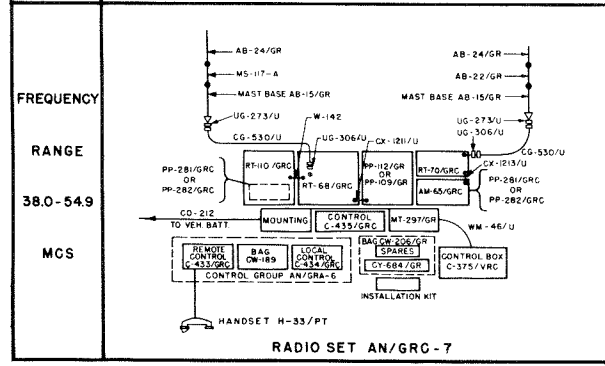 FREQUENCY
RANGE
38.0-54.9
MCS
AB-24/GR
MS-117-A
MAST BASE AB-15/GR
UG-273/U
W-142
CG-530/U
UG-306/U
CX-1211/U
AB-24/GR
AB-22/GR
MAST BASE AB-15/GR
UG-273/U
UG-306/U
CG-530/U
CX-1213/U
RT-110/GRC
RT-68/GRC
PP-112/GR
OR
PP-109/GR
RT-70/GRC
AM-65/GRC
PP-281/GRC
OR
PP-282/GRC
PP-281/GRC
OR
PP-282/GRC
CD-212
TO VEH. BATT.
MOUNTING
CONTROL
C-435/GRC
MT-297/GR
WM-46/U
REMOTE
CONTROL
C-433/GRC
BAG
CW-189
LOCAL
CONTROL
C-434/GRC
CONTROL GROUP AN/GRA-6
BAG CW-206/GR
SPARES
CY-684/GR
CONTROL BOX
C-375/VRC
INSTALLATION KIT
HANDSET H-33/PT
RADIO SET AN/GRC-7